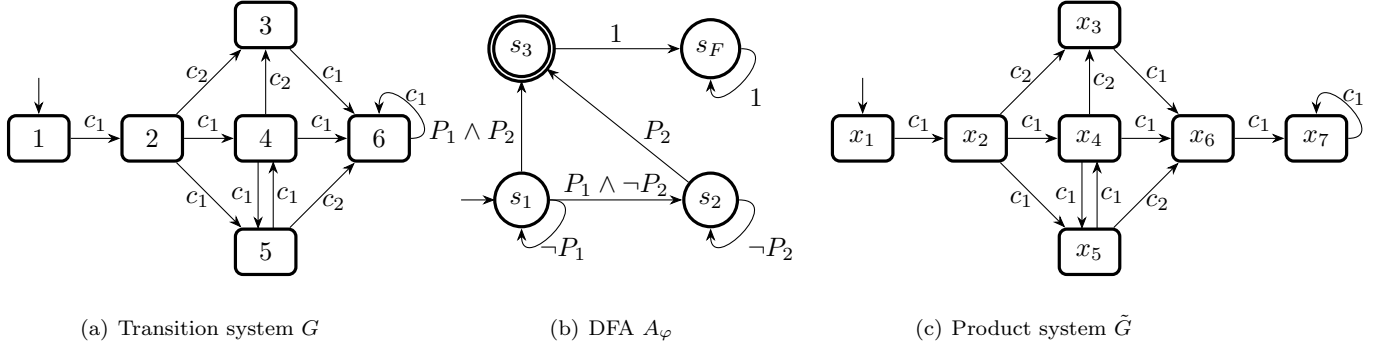 3
c₂
c₁
1
c₁
2
c₁
c₂
4
c₁
6
c₁
c₁
c₁
c₁
c₂
5
(a) Transition system G
s₃
1
s_F
1
P₁ ∧ P₂
P₂
s₁
P₁ ∧ ¬P₂
s₂
¬P₁
¬P₂
(b) DFA A_φ
x₃
c₂
c₁
x₁
c₁
x₂
c₁
c₂
x₄
c₁
x₆
c₁
x₇
c₁
c₁
c₁
c₁
c₂
x₅
(c) Product system G̃